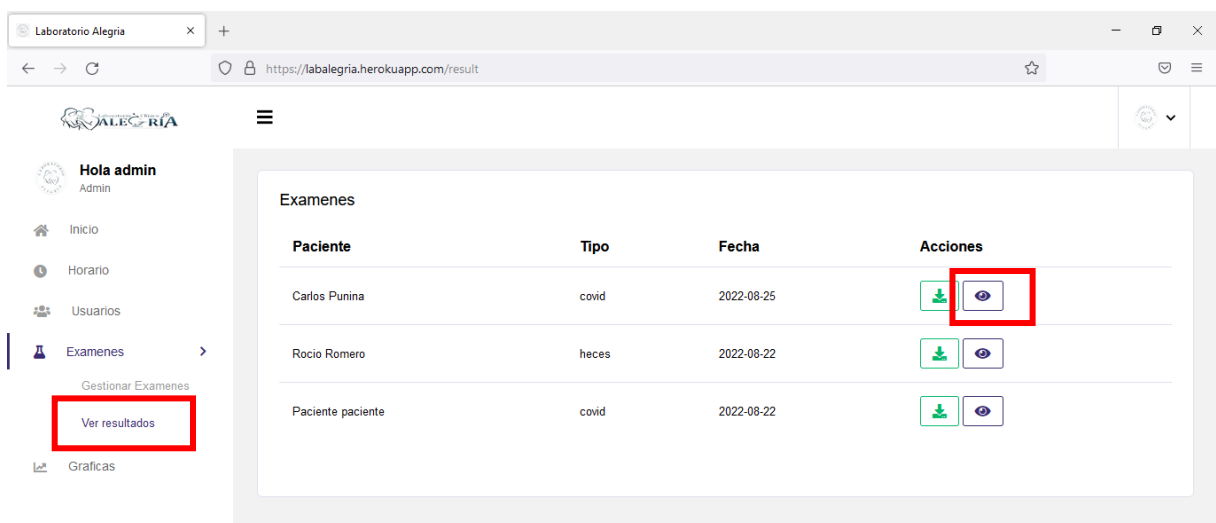 Laboratorio Alegria
https://labalegria.herokuapp.com/result
ALEGRÍA
Hola admin
Admin
Inicio
Horario
Usuarios
Examenes
Gestionar Examenes
Ver resultados
Graficas
Examenes
Paciente Tipo Fecha Acciones
Carlos Punina covid 2022-08-25
Rocio Romero heces 2022-08-22
Paciente paciente covid 2022-08-22